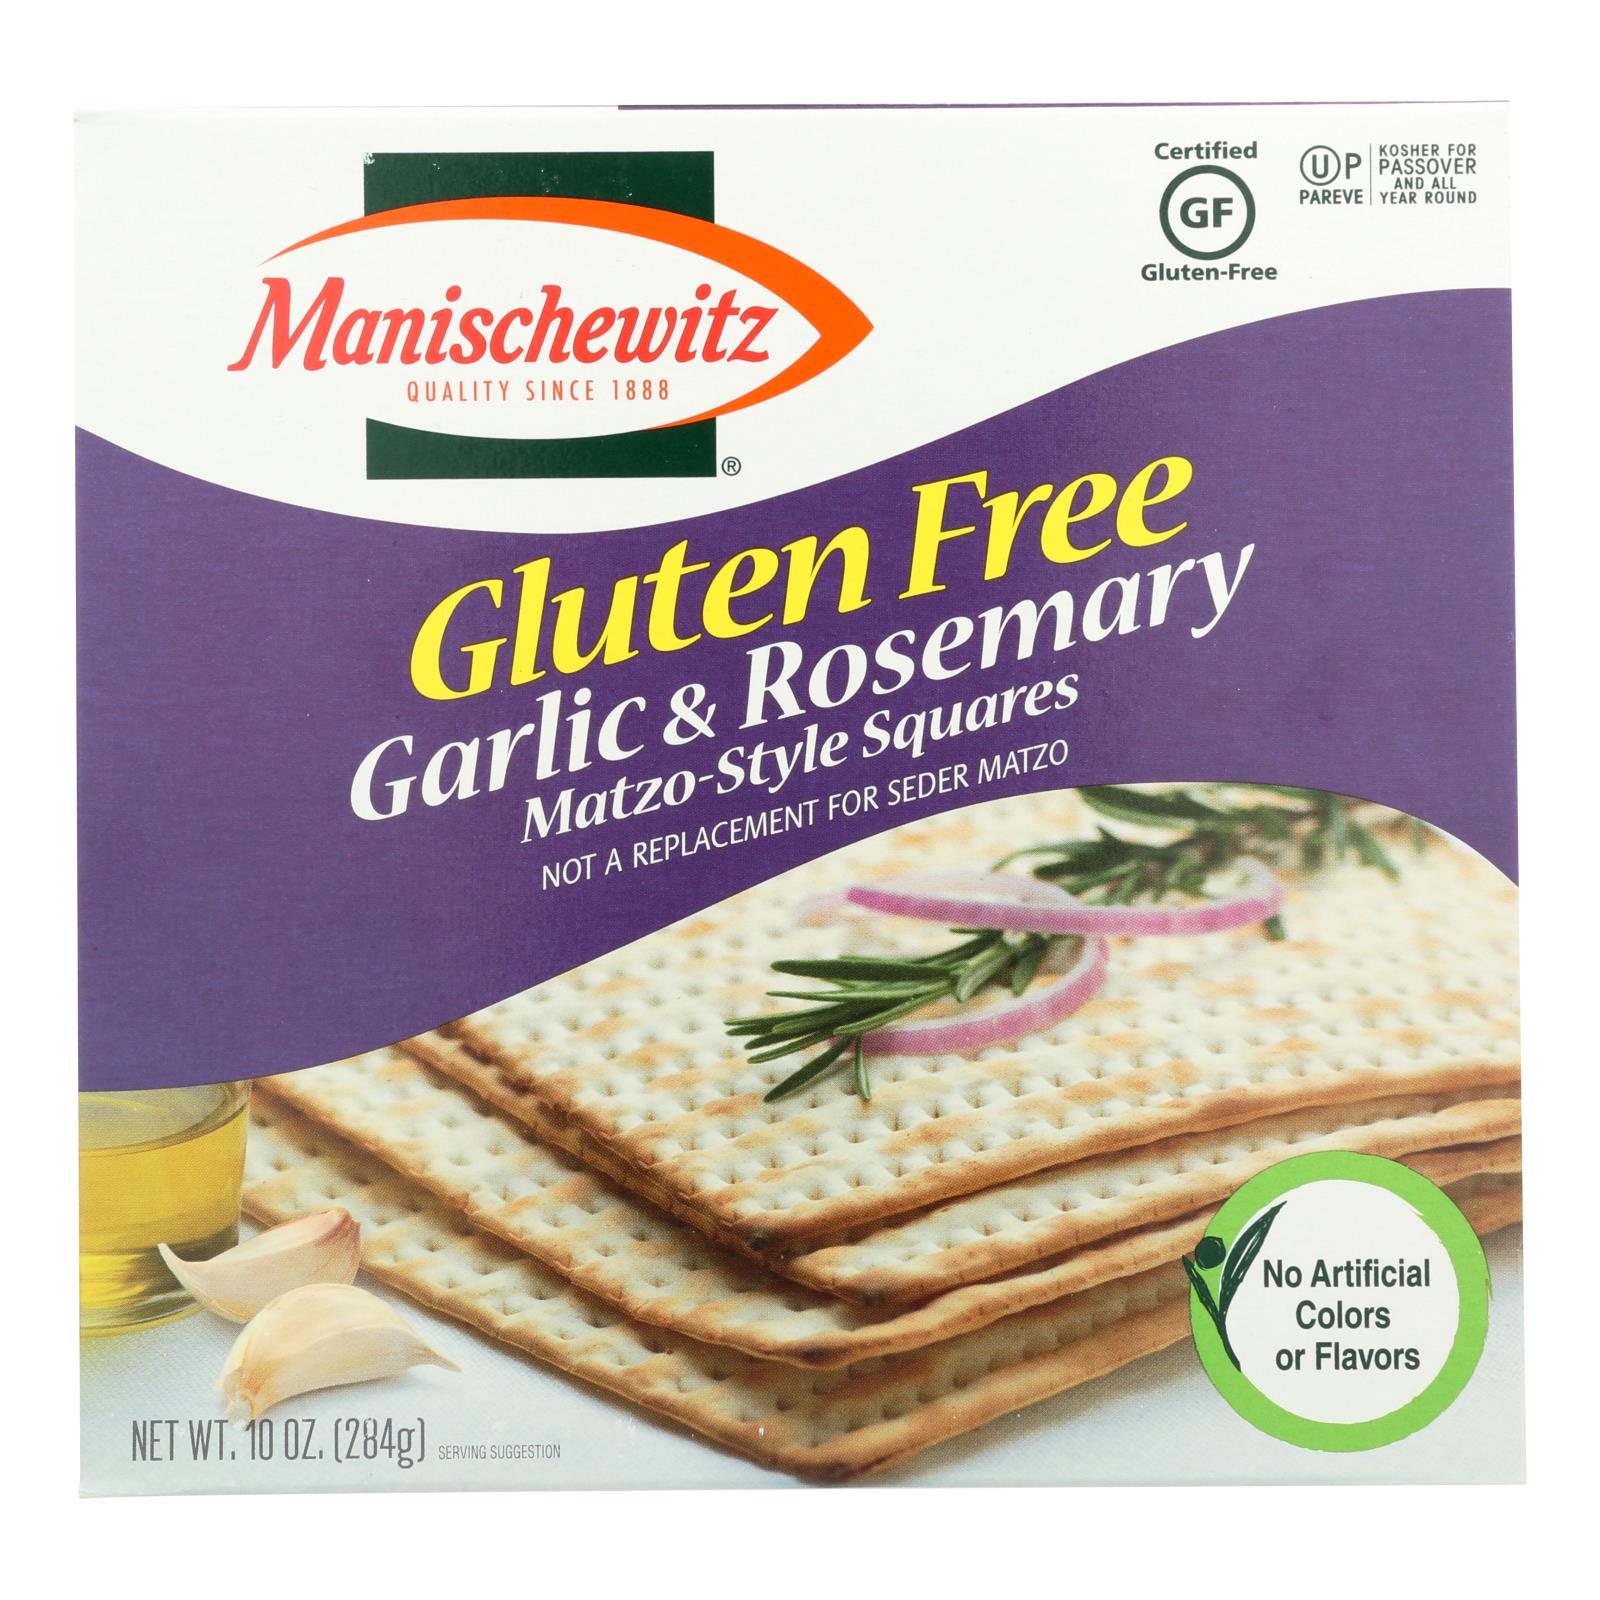 Manischewitz
QUALITY SINCE 1888
®
Certified
GF
Gluten-Free
U P
PAREVE
KOSHER FOR
PASSOVER
AND ALL
YEAR ROUND
Gluten Free
Garlic & Rosemary
Matzo-Style Squares
NOT A REPLACEMENT FOR SEDER MATZO
No Artificial
Colors
or Flavors
NET WT. 10 OZ. (284g) SERVING SUGGESTION